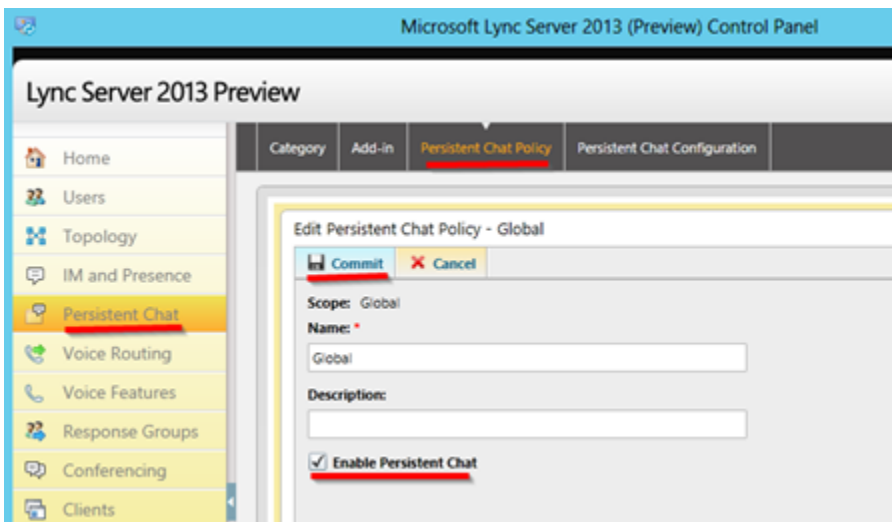 Microsoft Lync Server 2013 (Preview) Control Panel
Lync Server 2013 Preview
Home
Users
Topology
IM and Presence
Persistent Chat
Voice Routing
Voice Features
Response Groups
Conferencing
Clients
Category Add-in Persistent Chat Policy Persistent Chat Configuration
Edit Persistent Chat Policy - Global
Commit Cancel
Scope: Global
Name: *
Global
Description:
Enable Persistent Chat